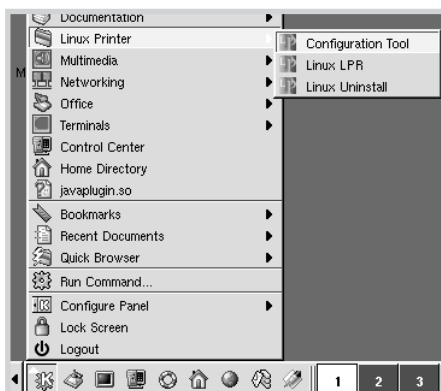 Documentation
Linux Printer
Configuration Tool
Multimedia
M
Linux LPR
Networking
Linux Uninstall
Office
Terminals
Control Center
Home Directory
javaplugin.so
Bookmarks
Recent Documents
Quick Browser
Run Command...
Configure Panel
Lock Screen
Logout
1 2 3